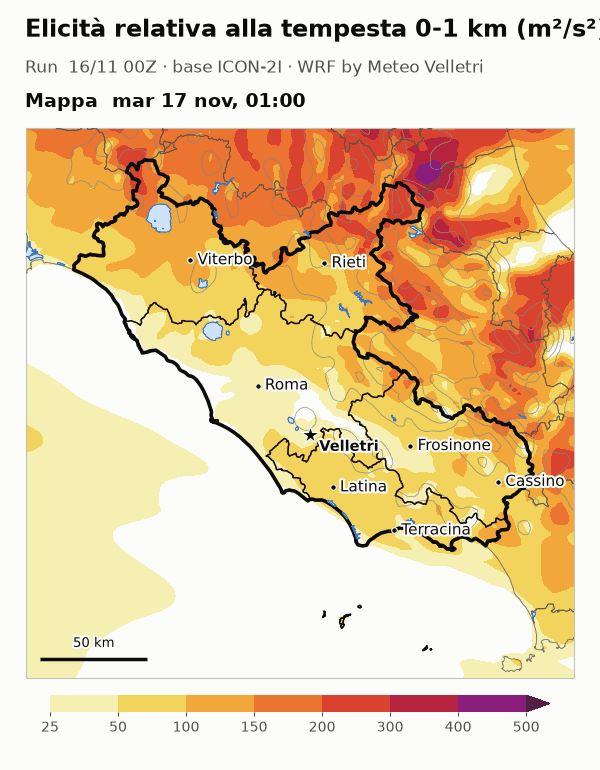 Elicità relativa alla tempesta 0-1 km (m²/s²)
Run 16/11 00Z · base ICON-2I · WRF by Meteo Velletri
Mappa mar 17 nov, 01:00
Viterbo
Rieti
Roma
Velletri
Frosinone
Cassino
Latina
Terracina
50 km
25 50 100 150 200 300 400 500